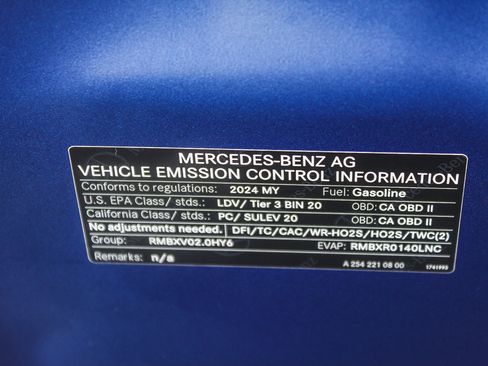 MERCEDES-BENZ AG
VEHICLE EMISSION CONTROL INFORMATION
Conforms to regulations: 2024 MY Fuel: Gasoline
U.S. EPA Class/ stds.: LDV/ Tier 3 BIN 20 OBD: CA OBD II
California Class/ stds.: PC/ SULEV 20 OBD: CA OBD II
No adjustments needed. DFI/TC/CAC/WR-HO2S/HO2S/TWC(2)
Group: RMBXV02.0HY6 EVAP: RMBXR0140LNC
Remarks: n/a A 254 221 08 00 1741993